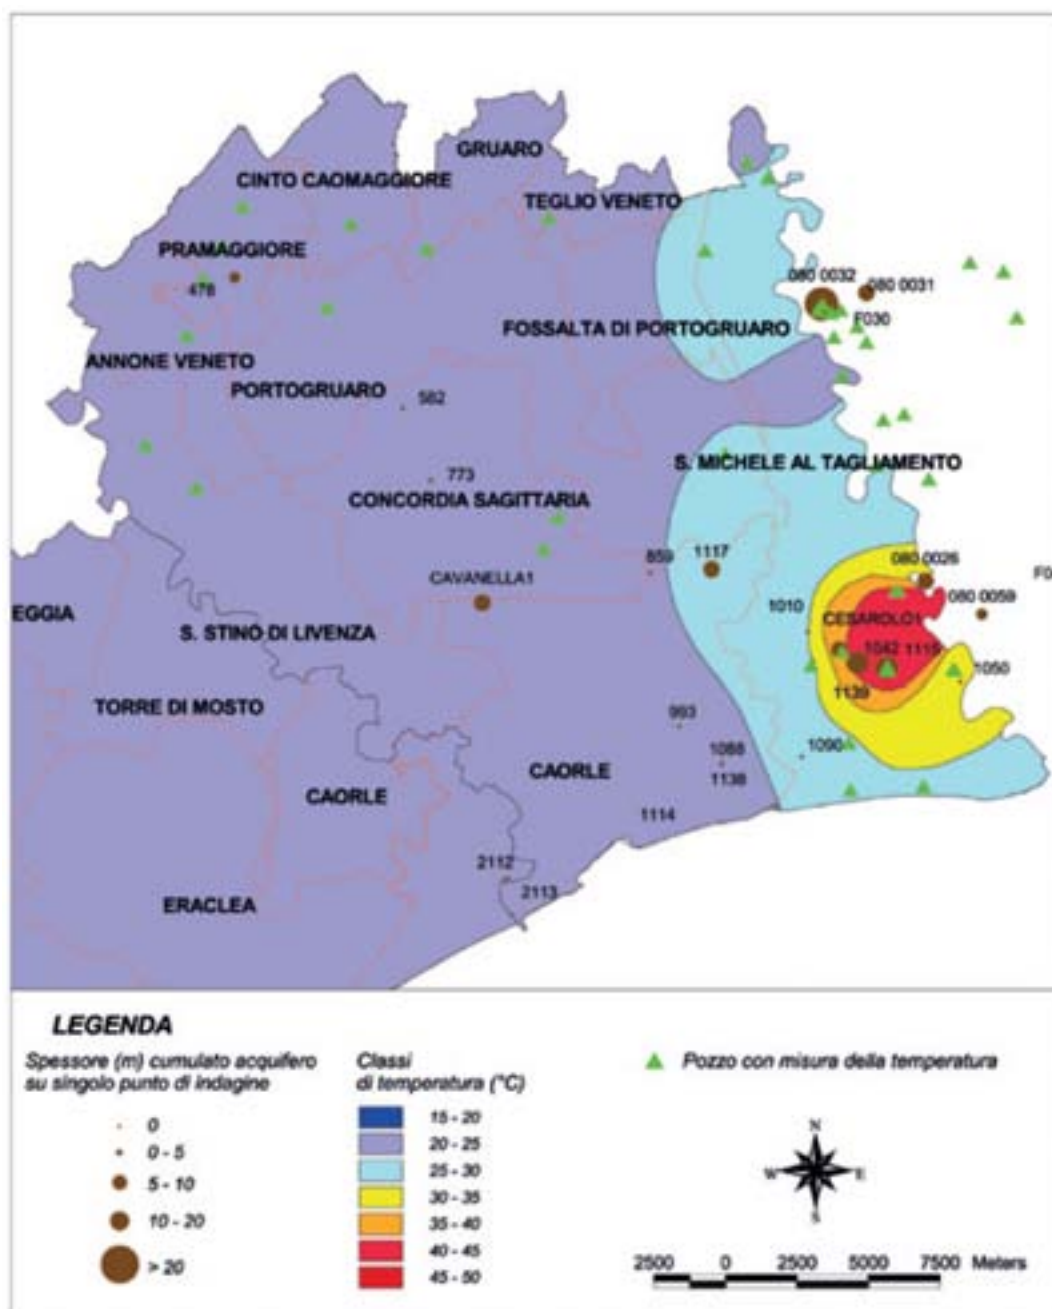 GRUARO
CINTO CAOMAGGIORE
TEGLIO VENETO
PRAMAGGIORE
478
080 0032
080 0031
F030
FOSSALTA DI PORTOGRUARO
ANNONE VENETO
PORTOGRUARO
582
S. MICHELE AL TAGLIAMENTO
773
CONCORDIA SAGITTARIA
859
1117
080 0026
F0
CAVANELLA1
080 0059
1010
EGGIA
CESAROLO1
S. STINO DI LIVENZA
1042
1115
1050
1139
TORRE DI MOSTO
993
1088
1090
CAORLE
1138
CAORLE
1114
2112
2113
ERACLEA
LEGENDA
Spessore (m) cumulato acquifero
su singolo punto di indagine
0
0 - 5
5 - 10
10 - 20
> 20
Classi
di temperatura (°C)
15 - 20
20 - 25
25 - 30
30 - 35
35 - 40
40 - 45
45 - 50
Pozzo con misura della temperatura
N
W
E
S
2500 0 2500 5000 7500 Meters